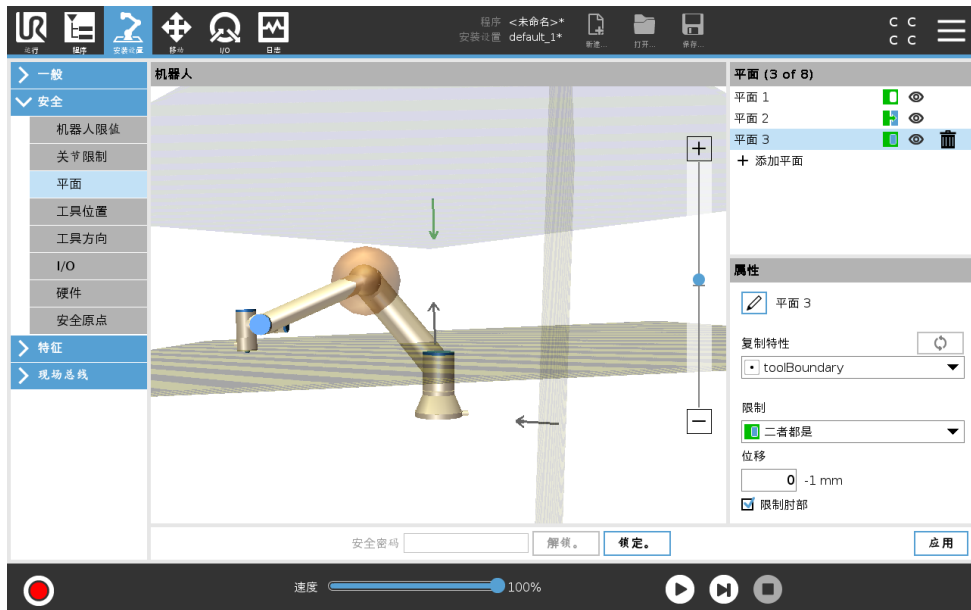 程序 <未命名>*
安装设置 default_1*
运行 程序 安装设置 移动 I/O 日志 新建... 打开... 保存...
C C
C C
一般
安全
机器人限值
关节限制
平面
工具位置
工具方向
I/O
硬件
安全原点
特征
现场总线
机器人
平面 (3 of 8)
平面 1
平面 2
平面 3
添加平面
属性
平面 3
复制特性
toolBoundary
限制
二者都是
位移
0 -1 mm
限制肘部
安全密码 解锁。 锁定。 应用
速度 100%